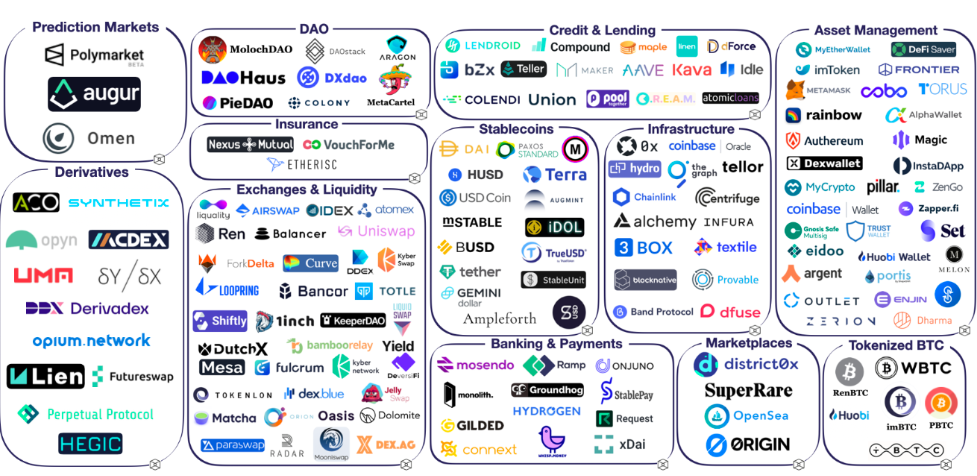 Prediction Markets
Polymarket
BETA
augur
Omen
Derivatives
ACO
SYNTHETIX
opyn
MCDEX
UMA
δY/δX
DDX Derivadex
opium.network
Lien
Futureswap
Perpetual Protocol
HEGIC
DAO
MolochDAO
DAOstack
ARAGON
DAOHaus
DXdao
PieDAO
COLONY
MetaCartel
Insurance
Nexus Mutual
VouchForMe
ETHERISC
Exchanges & Liquidity
liquality
AIRSWAP
IDEX
atomex
Ren
Balancer
Uniswap
ForkDelta
Curve
DDEX
Kyber
Swap
LOOPRING
Bancor
TOTLE
LIQUID
SWAP
Shiftly
1inch
KeeperDAO
DutchX
bamboorelay
Yield
Mesa
fulcrum
kyber
network
DeversiFi
TOKENLON
dex.blue
Jelly
Swap
Matcha
ORION
Oasis
Dolomite
paraswap
RADAR
Mooniswap
DEX.AG
Credit & Lending
LENDROID
Compound
maple
linen
dForce
bZx
Teller
MAKER
AAVE
Kava
Idle
COLENDI
Union
pool
together
C.R.E.A.M.
atomicloans
Stablecoins
DAI
PAXOS
STANDARD
M
HUSD
Terra
USD Coin
AUGMINT
mSTABLE
iDOL
BUSD
TrueUSD
tether
StableUnit
GEMINI
dollar
Ampleforth
sUSD
Infrastructure
0x
coinbase | Oracle
hydro
the
graph
tellor
Chainlink
Centrifuge
alchemy
INFURA
3 BOX
textile
blocknative
Provable
Band Protocol
dfuse
Banking & Payments
mosendo
Ramp
ONJUNO
monolith.
Groundhog
StablePay
HYDROGEN
GILDED
Request
connext
xDai
Marketplaces
district0x
SuperRare
OpenSea
ORIGIN
Asset Management
MyEtherWallet
DeFi Saver
imToken
FRONTIER
METAMASK
cobo
TORUS
rainbow
AlphaWallet
Authereum
Magic
Dexwallet
InstaDApp
MyCrypto
pillar.
ZenGo
coinbase | Wallet
Zapper.fi
Gnosis Safe
Multisig
TRUST
WALLET
Set
eidoo
Huobi Wallet
M
MELON
argent
portis
OUTLET
ENJIN
ZERION
Dharma
Tokenized BTC
RenBTC
WBTC
Huobi
imBTC
PBTC
TBTC